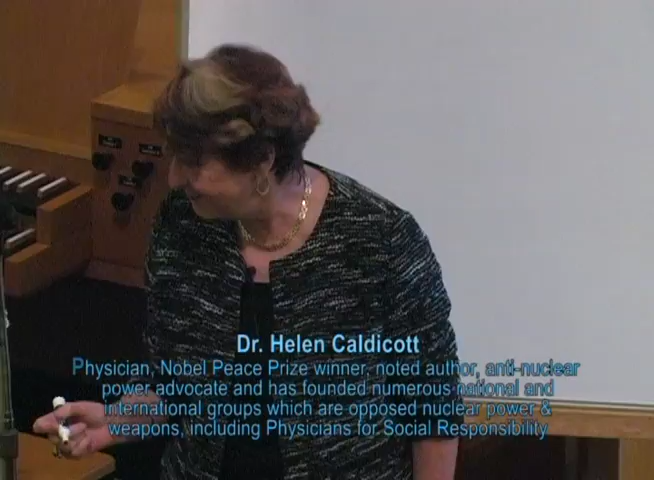 Dr. Helen Caldicott
Physician, Nobel Peace Prize winner, noted author, anti-nuclear
power advocate and has founded numerous national and
international groups which are opposed nuclear power &
weapons, including Physicians for Social Responsibility